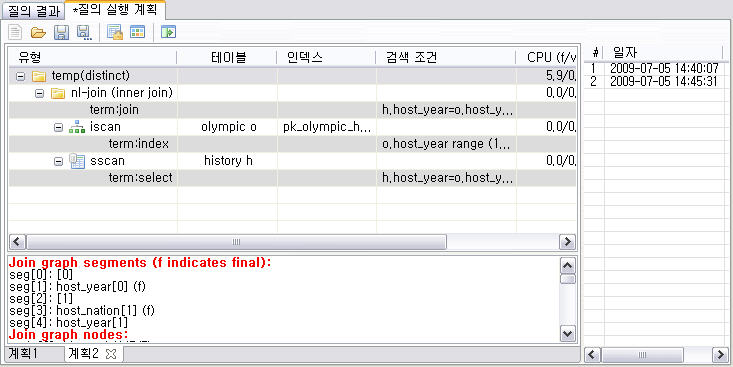 질의 결과 *질의 실행 계획
유형 테이블 인덱스 검색 조건 CPU (f/v
temp(distinct) 5.9/0.
nl-join (inner join) 0.0/0.
term:join h.host_year=o.host_y...
iscan olympic o pk_olympic_h... 0.0/0.
term:index o.host_year range (1...
sscan history h 0.0/0.
term:select h.host_year=o.host_y...
Join graph segments (f indicates final):
seg[0]: [0]
seg[1]: host_year[0] (f)
seg[2]: [1]
seg[3]: host_nation[1] (f)
seg[4]: host_year[1]
Join graph nodes:
계획1 계획2
# 일자
1 2009-07-05 14:40:07
2 2009-07-05 14:45:31